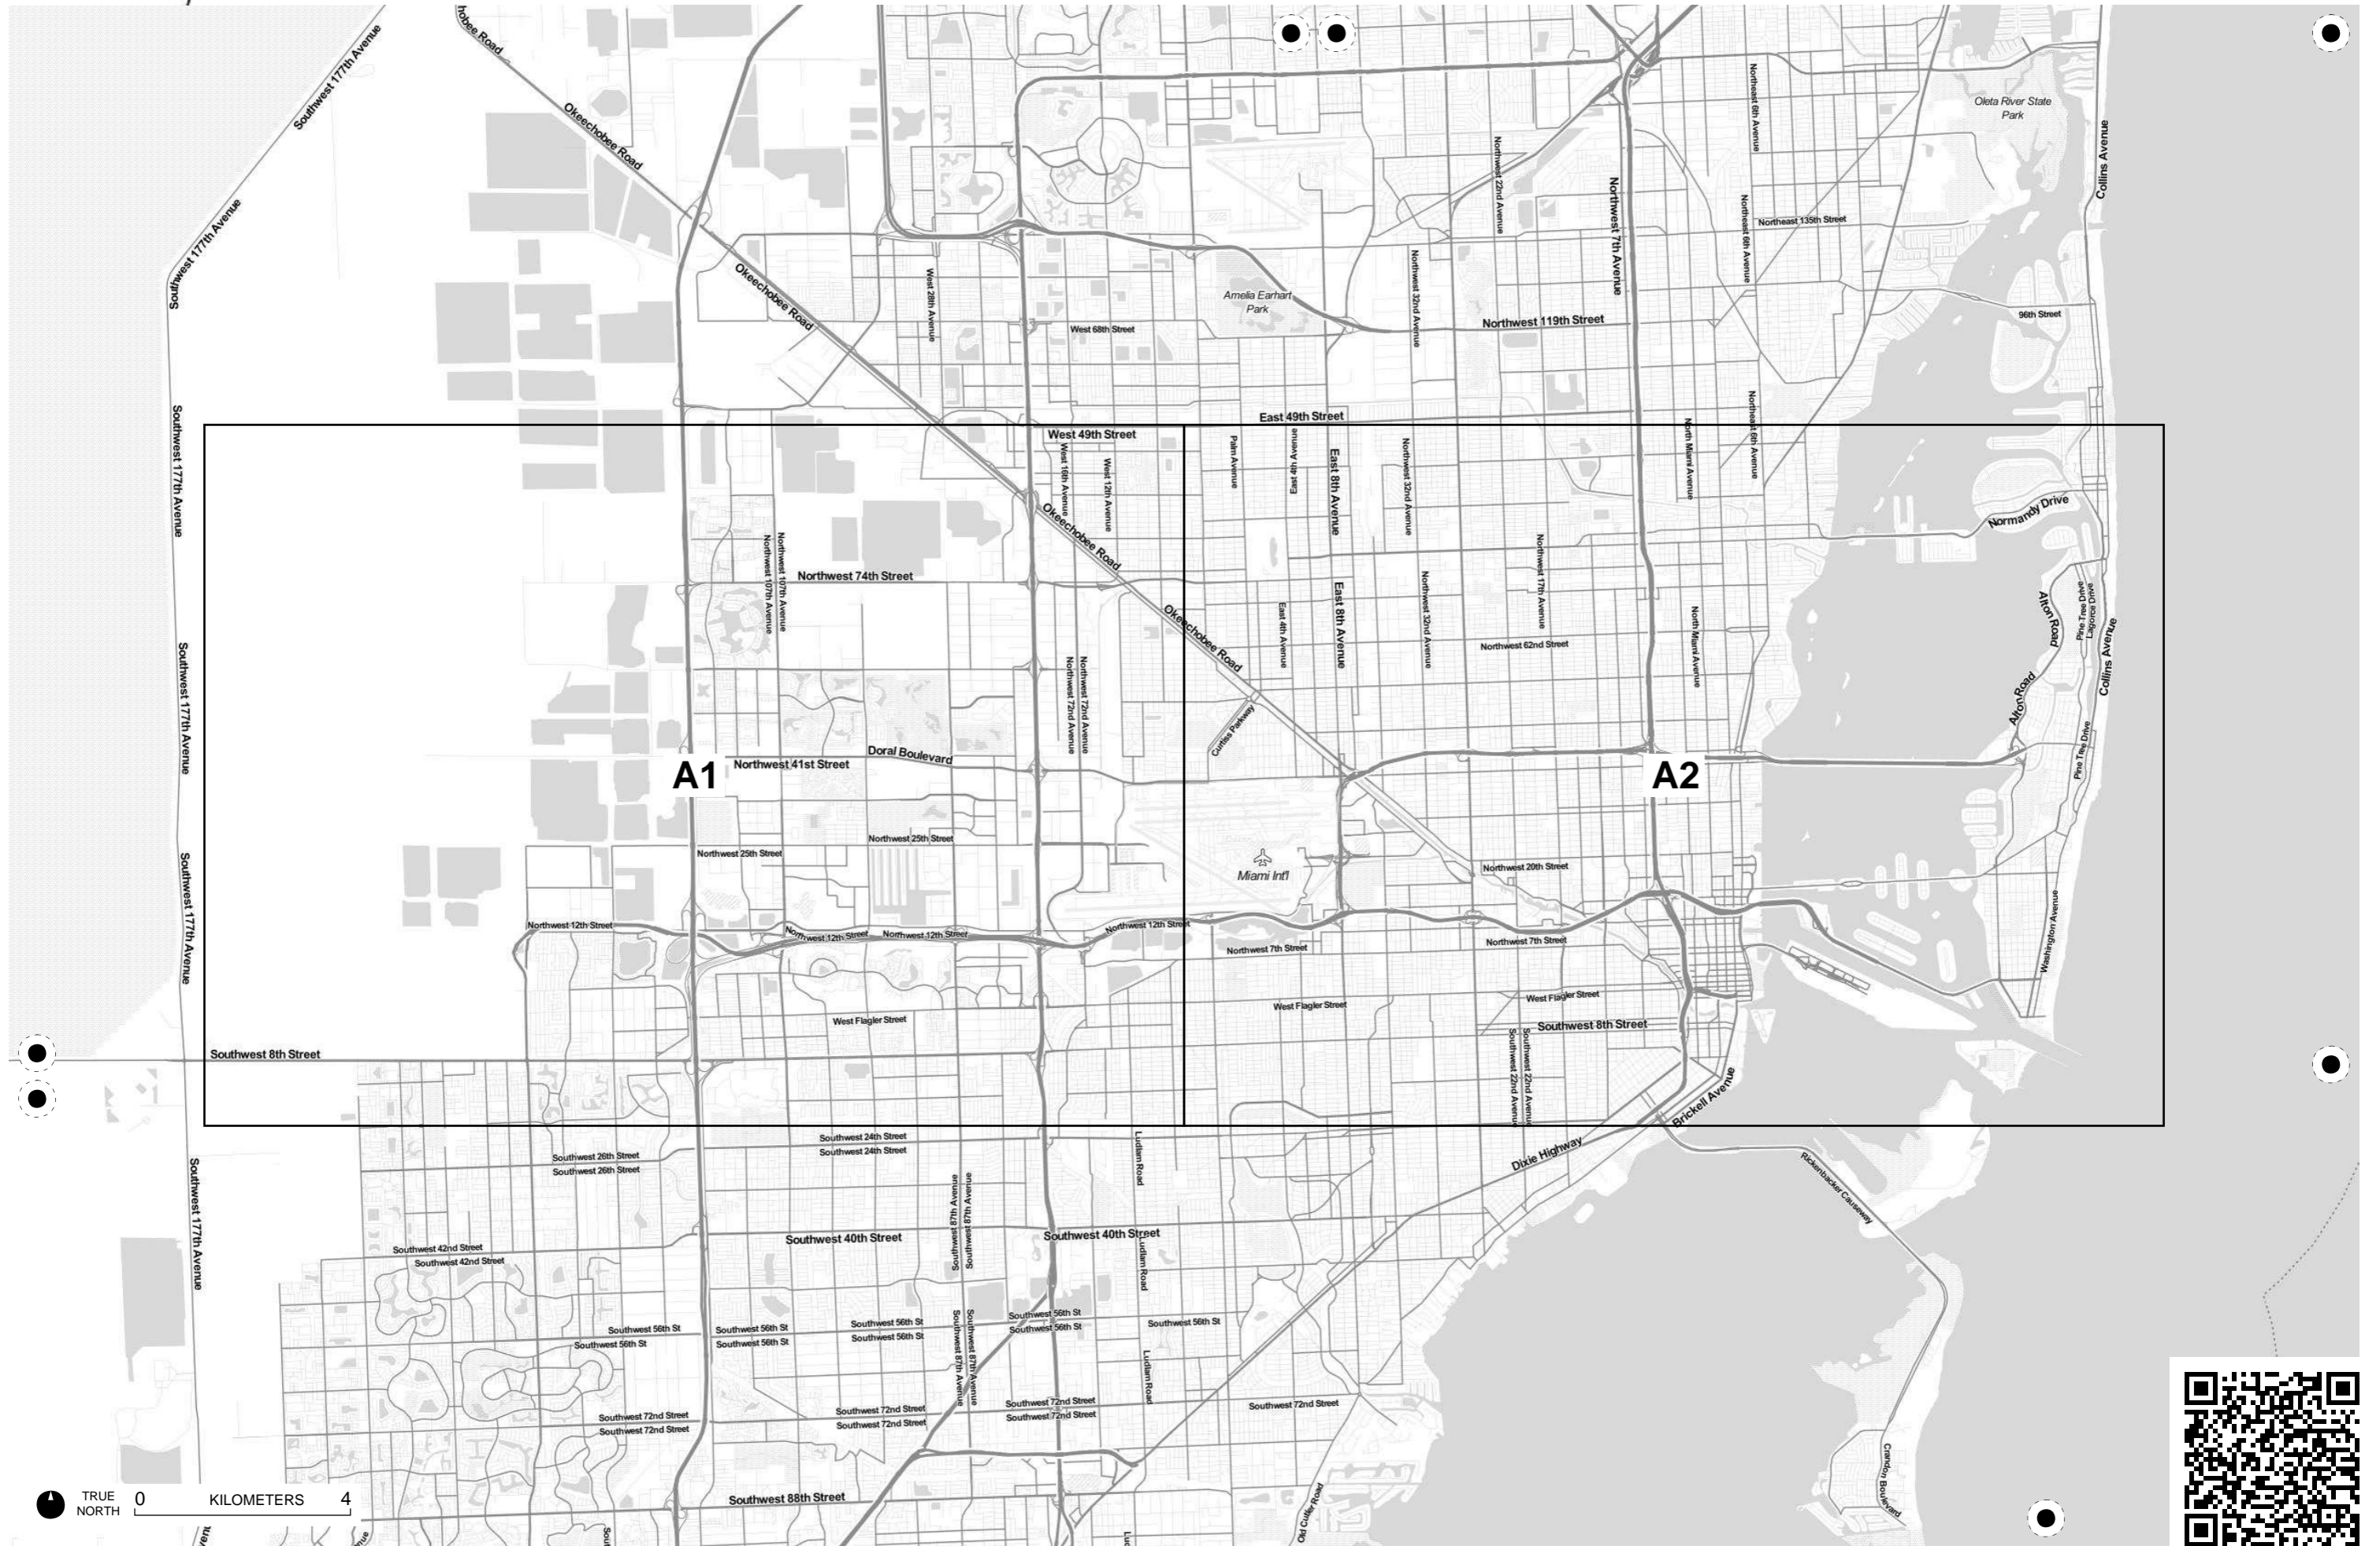 hobee Road
Southwest 177th Avenue
Okeechobee Road
Southwest 177th Avenue
Okeechobee Road
Northeast 6th Avenue
Oleta River State
Park
Collins Avenue
Northwest 22nd Avenue
Northwest 7th Avenue
Northeast 6th Avenue
Northeast 135th Street
West 28th Avenue
Northwest 32nd Avenue
Amelia Earhart
Park
West 68th Street
Northwest 119th Street
96th Street
Southwest 177th Avenue
East 49th Street
West 49th Street
West 16th Avenue
West 12th Avenue
Palm Avenue
East 4th Avenue
East 8th Avenue
Northwest 32nd Avenue
North Miami Avenue
Northeast 6th Avenue
Normandy Drive
Okeechobee Road
Northwest 107th Avenue
Northwest 107th Avenue
Northwest 74th Street
Northwest 17th Avenue
East 4th Avenue
East 8th Avenue
Northwest 32nd Avenue
Okeechobee Road
Northwest 62nd Street
North Miami Avenue
Alton Road
Pine Tree Drive
Lagorce Drive
Collins Avenue
Southwest 177th Avenue
Northwest 72nd Avenue
Northwest 72nd Avenue
Curtiss Parkway
Alton Road
Pine Tree Drive
Doral Boulevard
Northwest 41st Street
A1
A2
Northwest 25th Street
Northwest 25th Street
Miami Int'l
Northwest 20th Street
Southwest 177th Avenue
Washington Avenue
Northwest 12th Street
Northwest 12th Street
Northwest 12th Street
Northwest 12th Street
Northwest 7th Street
Northwest 7th Street
West Flagler Street
West Flagler Street
West Flagler Street
Southwest 8th Street
Southwest 8th Street
Southwest 22nd Avenue
Southwest 22nd Avenue
Brickell Avenue
Southwest 24th Street
Southwest 24th Street
Southwest 26th Street
Southwest 26th Street
Ludlam Road
Dixie Highway
Rickenbacker Causeway
Southwest 177th Avenue
Southwest 87th Avenue
Southwest 87th Avenue
Southwest 40th Street
Southwest 40th Street
Southwest 42nd Street
Southwest 42nd Street
Ludlam Road
Southwest 56th St
Southwest 56th St
Southwest 56th St
Southwest 56th St
Southwest 56th St
Southwest 56th St
Southwest 56th St
Southwest 56th St
Southwest 56th St
Southwest 87th Avenue
Southwest 87th Avenue
Ludlam Road
Southwest 72nd Street
Southwest 72nd Street
Southwest 72nd Street
Southwest 72nd Street
Southwest 72nd Street
Southwest 72nd Street
Southwest 72nd Street
Crandon Boulevard
Southwest 88th Street
Old Cutler Road
TRUE
NORTH
0 KILOMETERS 4